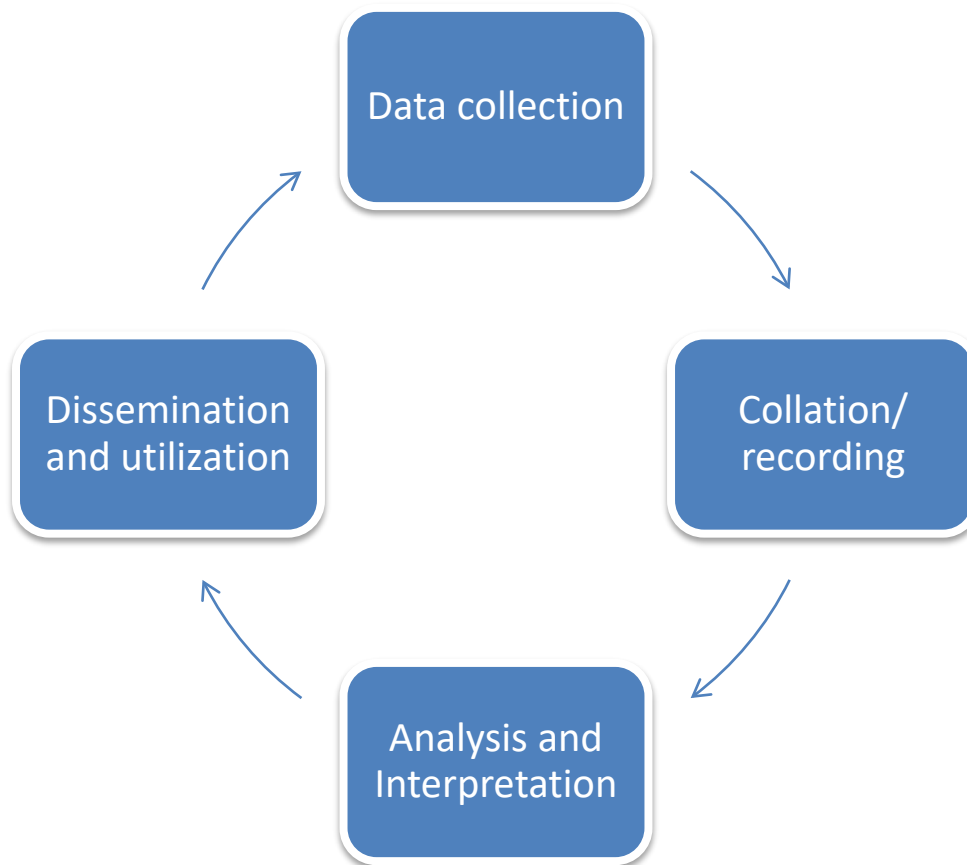 Data collection
Collation/
recording
Analysis and
Interpretation
Dissemination
and utilization